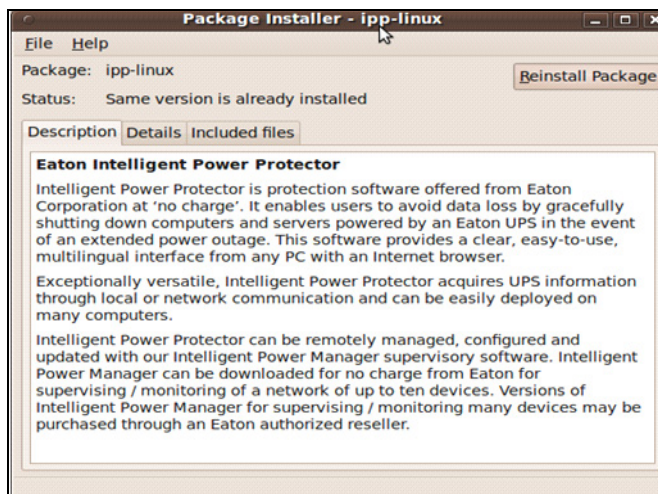 Package Installer - ipp-linux
File Help
Package: ipp-linux
Reinstall Package
Status: Same version is already installed
Description Details Included files
Eaton Intelligent Power Protector
Intelligent Power Protector is protection software offered from Eaton
Corporation at ‘no charge’. It enables users to avoid data loss by gracefully
shutting down computers and servers powered by an Eaton UPS in the event
of an extended power outage. This software provides a clear, easy-to-use,
multilingual interface from any PC with an Internet browser.
Exceptionally versatile, Intelligent Power Protector acquires UPS information
through local or network communication and can be easily deployed on
many computers.
Intelligent Power Protector can be remotely managed, configured and
updated with our Intelligent Power Manager supervisory software. Intelligent
Power Manager can be downloaded for no charge from Eaton for
supervising / monitoring of a network of up to ten devices. Versions of
Intelligent Power Manager for supervising / monitoring many devices may be
purchased through an Eaton authorized reseller.